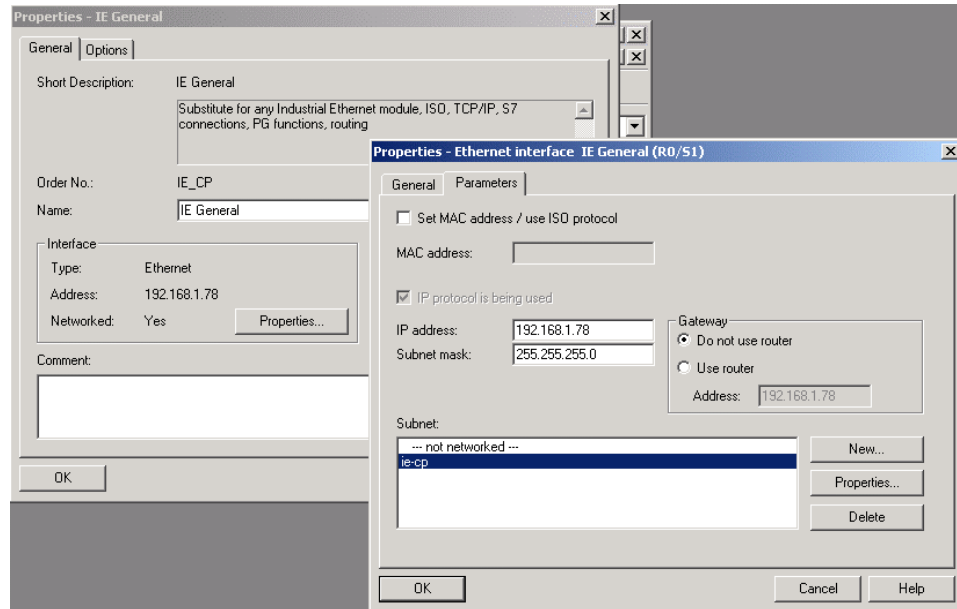 Properties - IE General
General
Options
Short Description:
IE General
Substitute for any Industrial Ethernet module, ISO, TCP/IP, S7
connections, PG functions, routing
Order No.:
IE_CP
Name:
IE General
Interface
Type:
Ethernet
Address:
192.168.1.78
Networked:
Yes
Properties...
Comment:
OK
Properties - Ethernet interface IE General (R0/S1)
General
Parameters
Set MAC address / use ISO protocol
MAC address:
IP protocol is being used
IP address:
192.168.1.78
Subnet mask:
255.255.255.0
Gateway
Do not use router
Use router
Address:
192.168.1.78
Subnet:
--- not networked ---
ie-cp
New...
Properties...
Delete
OK
Cancel
Help